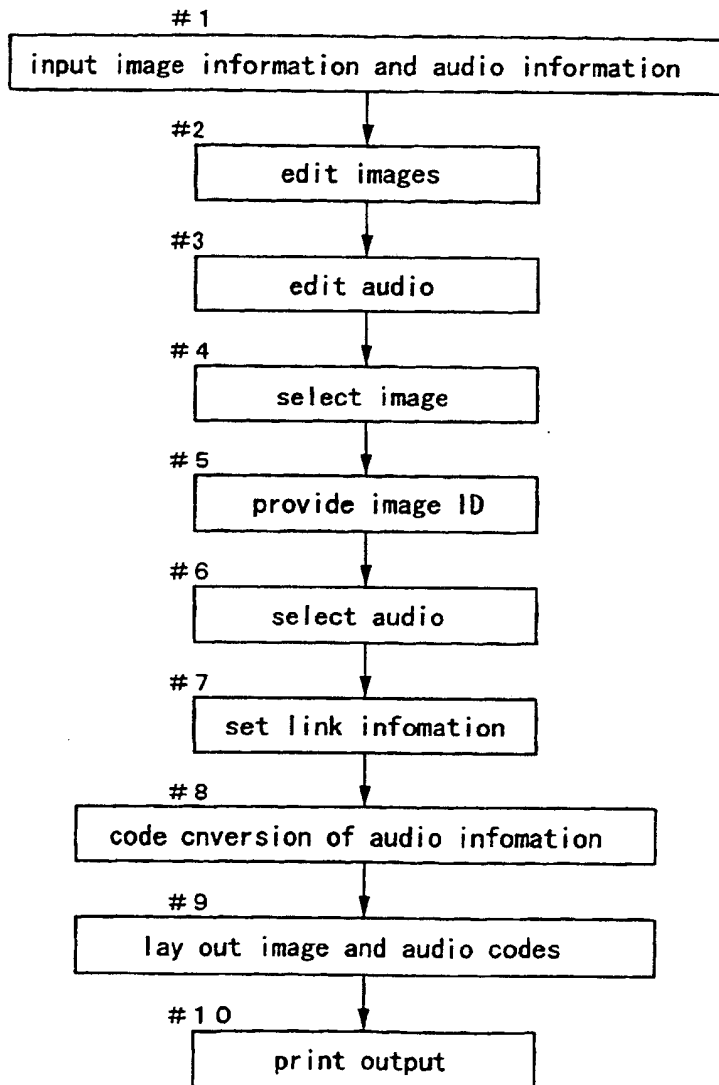 #1
input image information and audio information
#2
edit images
#3
edit audio
#4
select image
#5
provide image ID
#6
select audio
#7
set link infomation
#8
code cnversion of audio infomation
#9
lay out image and audio codes
#10
print output